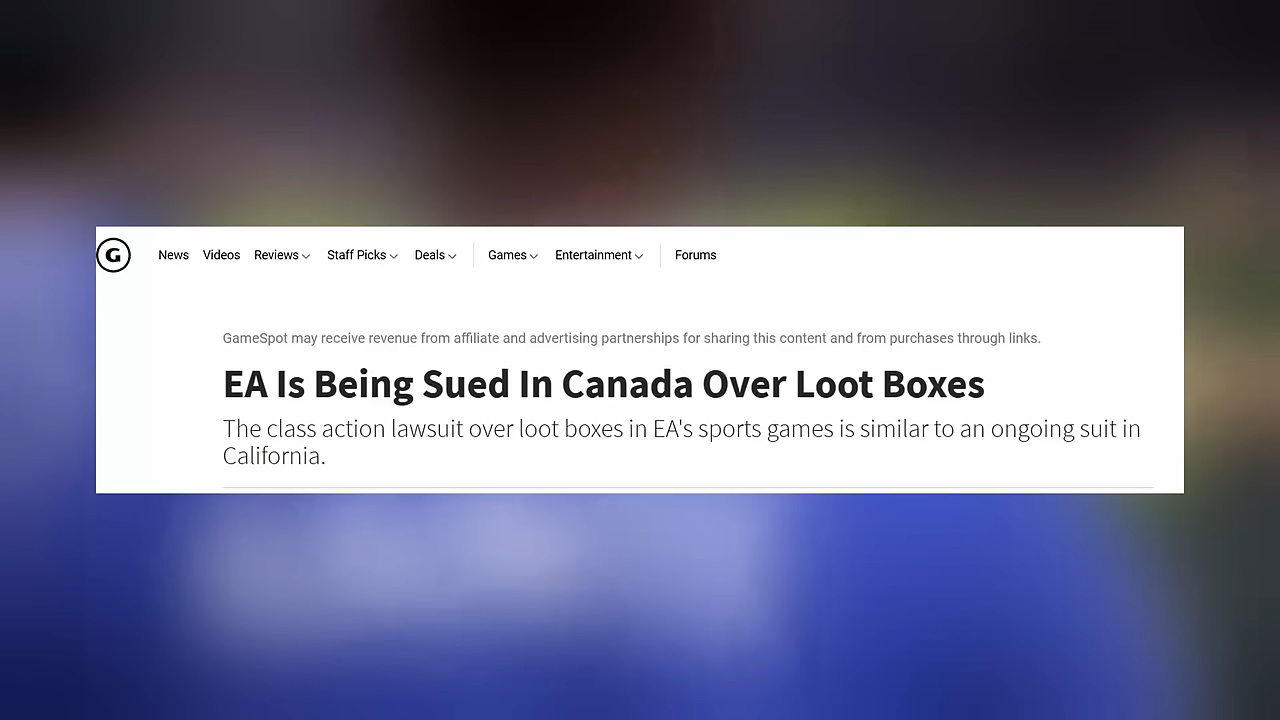 G News Videos Reviews Staff Picks Deals Games Entertainment Forums
GameSpot may receive revenue from affiliate and advertising partnerships for sharing this content and from purchases through links.
EA Is Being Sued In Canada Over Loot Boxes
The class action lawsuit over loot boxes in EA's sports games is similar to an ongoing suit in
California.